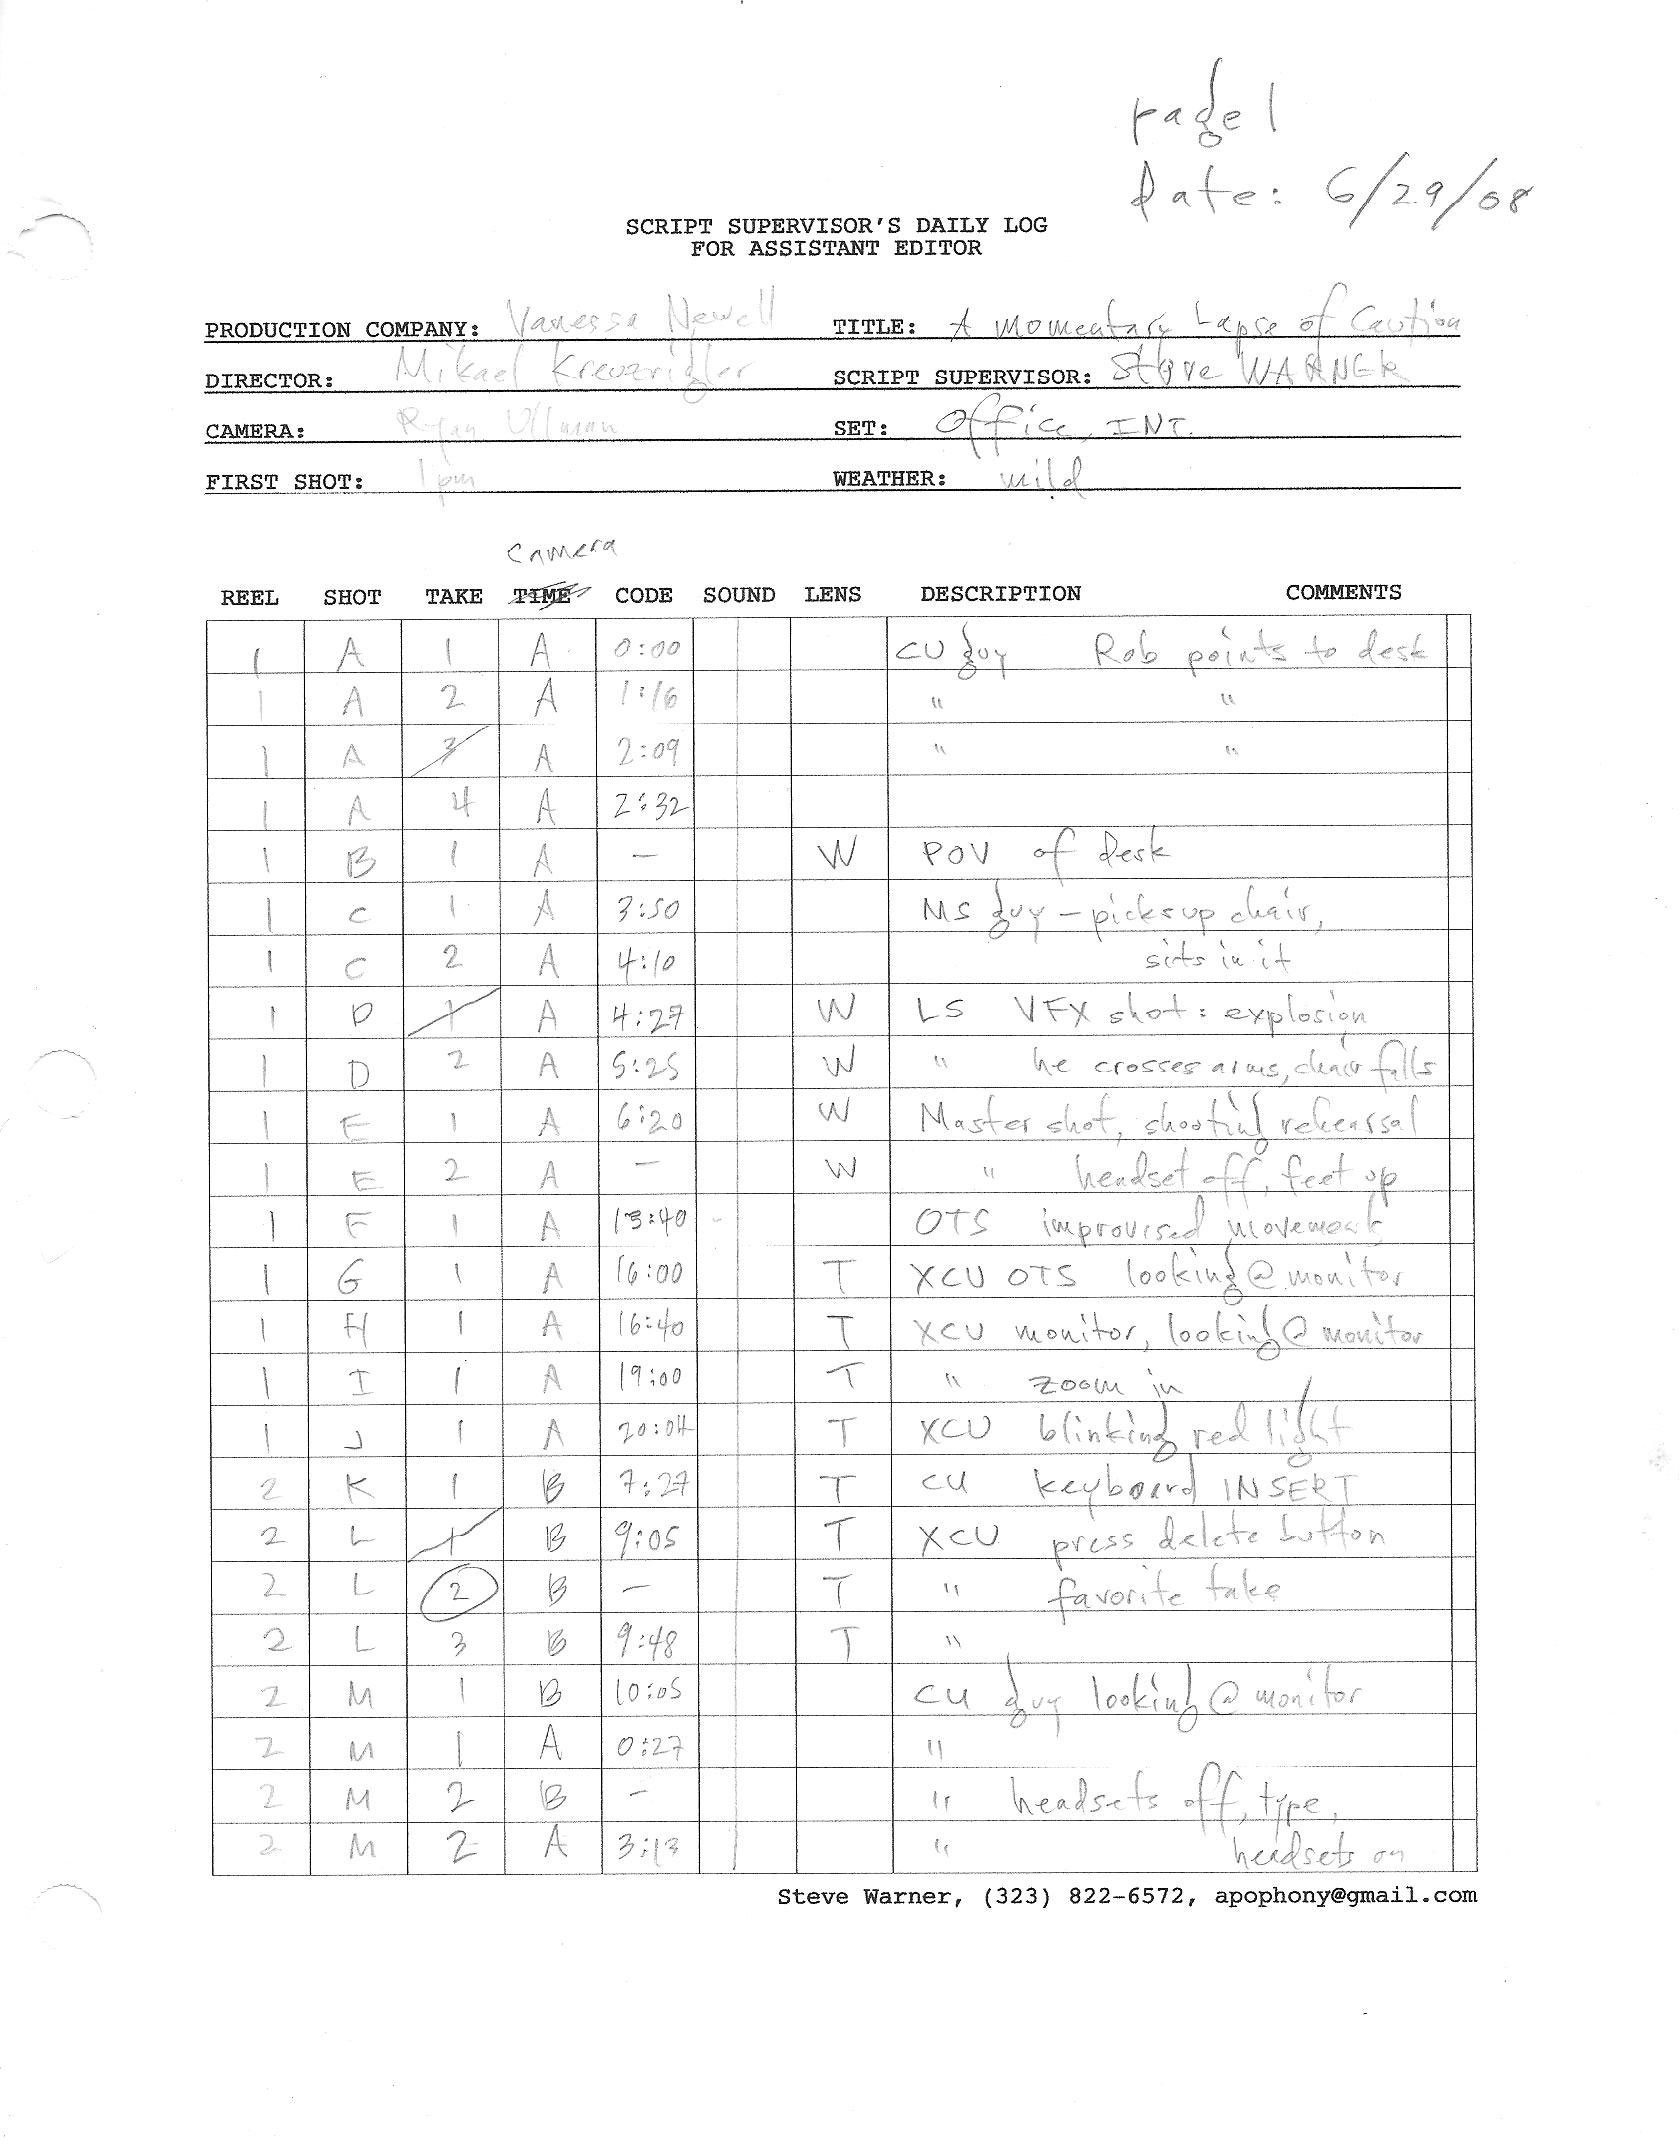 page 1
Date: 6/29/08
SCRIPT SUPERVISOR'S DAILY LOG
FOR ASSISTANT EDITOR
PRODUCTION COMPANY: Vanessa Newell TITLE: A Momentary Lapse of Caution
DIRECTOR: Mikael SCRIPT SUPERVISOR: Steve WARNER
CAMERA: Ryan Ullman SET: Office, INT.
FIRST SHOT: 1pm WEATHER: mild
Camera
REEL SHOT TAKE TIME CODE SOUND LENS DESCRIPTION COMMENTS
1 A 1 A 0:00 CU guy Rob points to desk
1 A 2 A 1:16 " "
1 A 3 A 2:09 " "
1 A 4 A 2:32
1 B 1 A — W POV of desk
1 C 1 A 3:50 MS guy – picks up chair,
1 C 2 A 4:10 sits in it
1 D 1 A 4:27 W LS VFX shot: explosion
1 D 2 A 5:25 W " he crosses arms, chair falls
1 E 1 A 6:20 W Master shot, shooting rehearsal
1 E 2 A — W " headset off, feet up
1 F 1 A 13:40 - OTS improvised movement
1 G 1 A 16:00 T XCU OTS looking @ monitor
1 H 1 A 16:40 T XCU monitor, looking @ monitor
1 I 1 A 19:00 T " zoom in
1 J 1 A 20:04 T XCU blinking red light
2 K 1 B 7:27 T CU keyboard INSERT
2 L 1 B 9:05 T XCU press delete button
2 L 2 B — T " favorite take
2 L 3 B 9:48 T "
2 M 1 B 10:05 CU guy looking @ monitor
2 M 1 A 0:27 "
2 M 2 B — " headsets off, type,
2 M 2 A 3:13 " headsets on
Steve Warner, (323) 822-6572, apophony@gmail.com